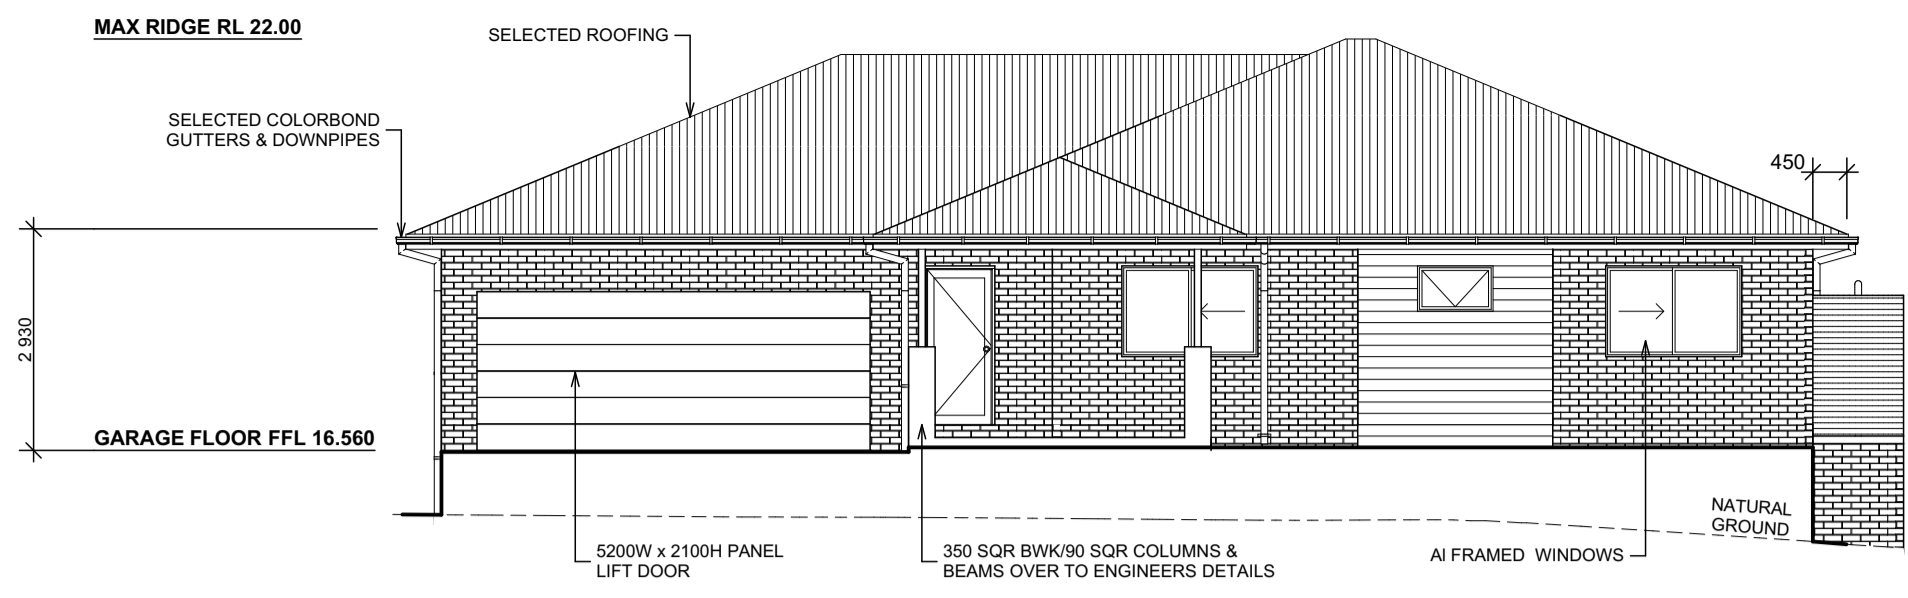 MAX RIDGE RL 22.00
SELECTED ROOFING
SELECTED COLORBOND
GUTTERS & DOWNPIPES
450
2 930
GARAGE FLOOR FFL 16.560
NATURAL
GROUND
5200W x 2100H PANEL
LIFT DOOR
350 SQR BWK/90 SQR COLUMNS &
BEAMS OVER TO ENGINEERS DETAILS
Al FRAMED WINDOWS